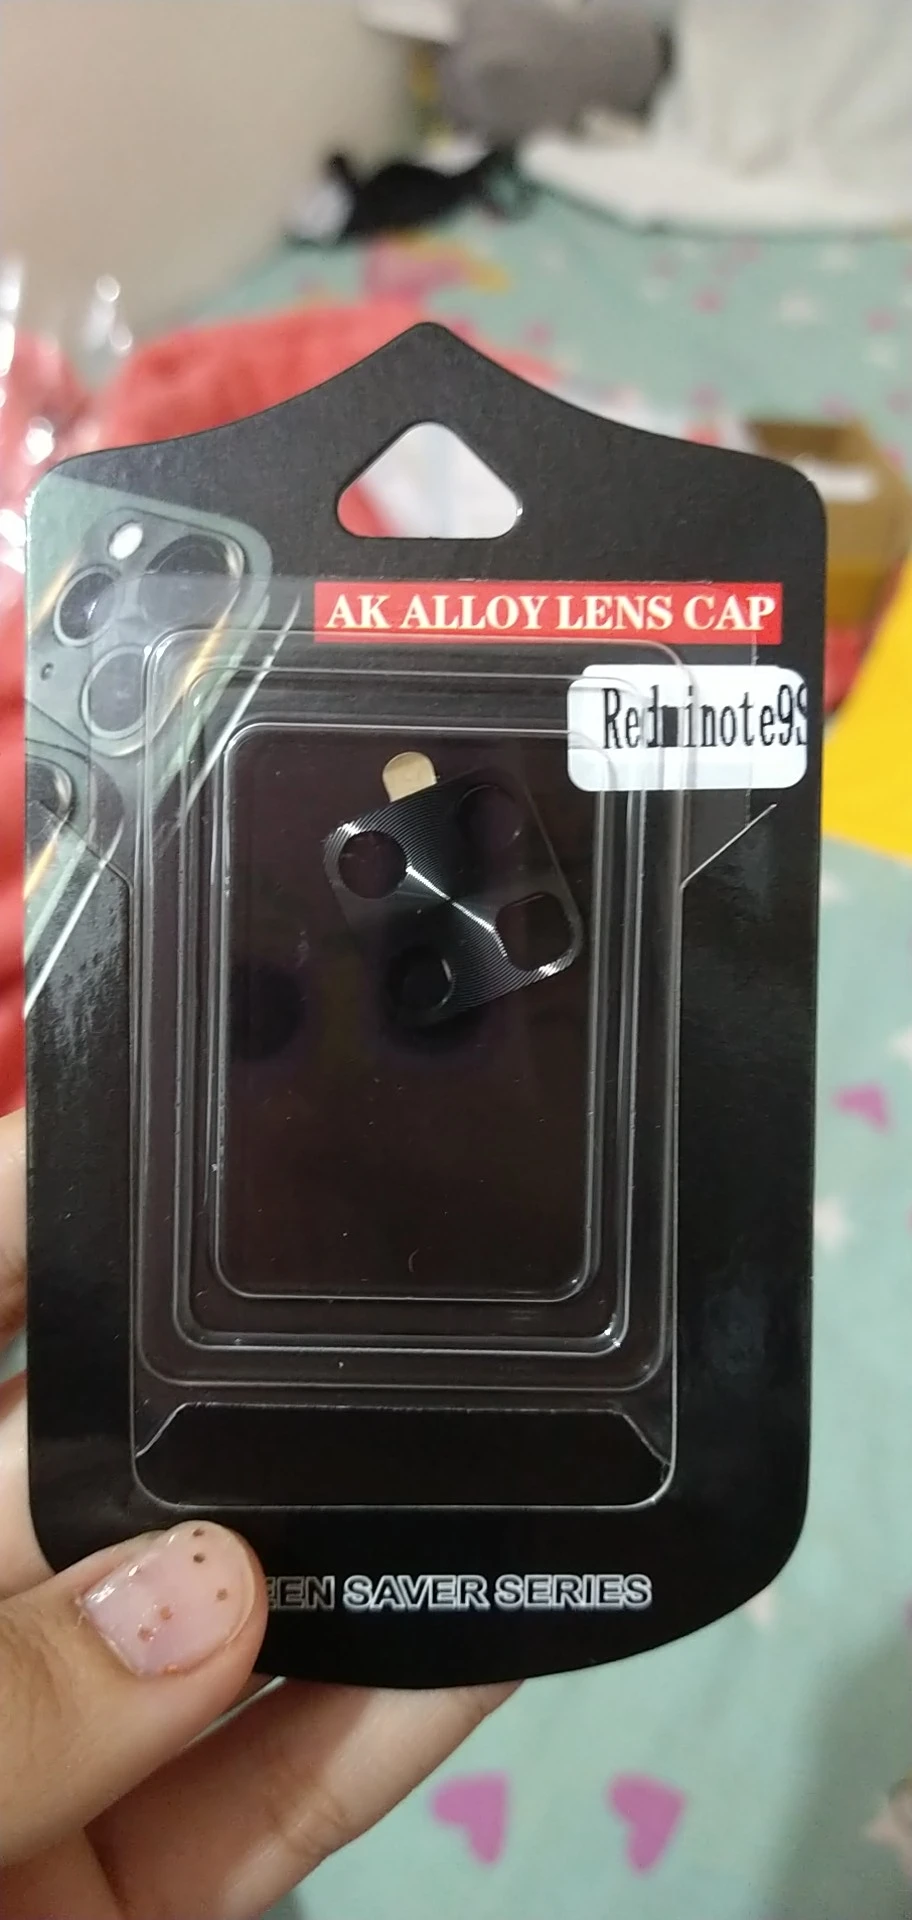 AK ALLOY LENS CAP
Redminote9S
EEN SAVER SERIES